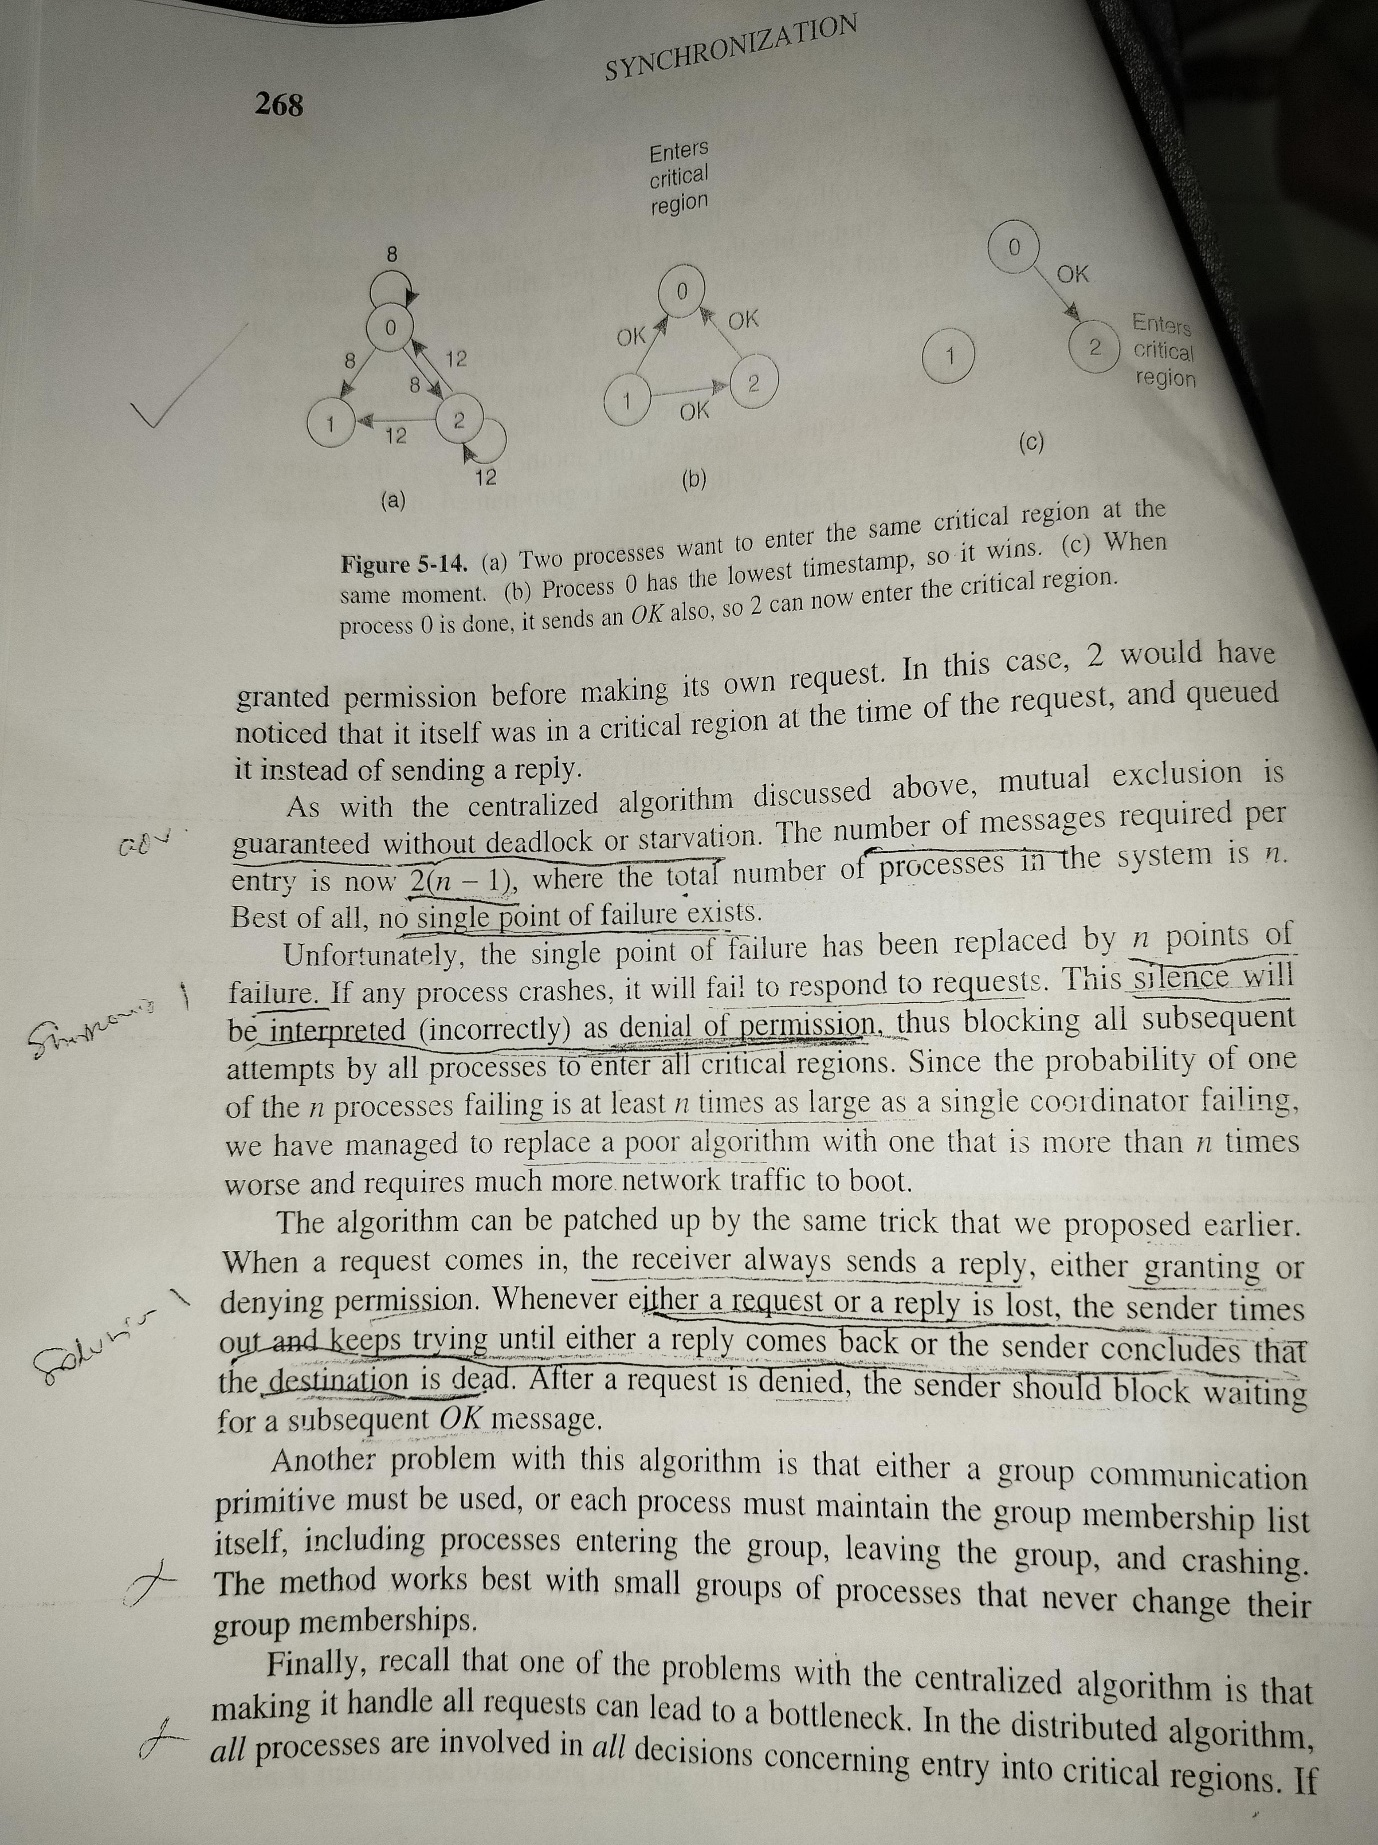 SYNCHRONIZATION
268
Enters
critical
region
8
0
8
12
8
1
12
2
12
(a)
0
OK
OK
1
OK
2
(b)
0
OK
1
2
Enters
critical
region
(c)
Figure 5-14. (a) Two processes want to enter the same critical region at the
same moment. (b) Process 0 has the lowest timestamp, so it wins. (c) When
process 0 is done, it sends an OK also, so 2 can now enter the critical region.
granted permission before making its own request. In this case, 2 would have
noticed that it itself was in a critical region at the time of the request, and queued
it instead of sending a reply.
As with the centralized algorithm discussed above, mutual exclusion is
adv.
guaranteed without deadlock or starvation. The number of messages required per
entry is now 2(n − 1), where the total number of processes in the system is n.
Best of all, no single point of failure exists.
Unfortunately, the single point of failure has been replaced by n points of
failure. If any process crashes, it will fail to respond to requests. This silence will
be interpreted (incorrectly) as denial of permission, thus blocking all subsequent
attempts by all processes to enter all critical regions. Since the probability of one
of the n processes failing is at least n times as large as a single coordinator failing,
we have managed to replace a poor algorithm with one that is more than n times
worse and requires much more network traffic to boot.
The algorithm can be patched up by the same trick that we proposed earlier.
When a request comes in, the receiver always sends a reply, either granting or
Solution 1
denying permission. Whenever either a request or a reply is lost, the sender times
out and keeps trying until either a reply comes back or the sender concludes that
the destination is dead. After a request is denied, the sender should block waiting
for a subsequent OK message.
Another problem with this algorithm is that either a group communication
primitive must be used, or each process must maintain the group membership list
itself, including processes entering the group, leaving the group, and crashing.
The method works best with small groups of processes that never change their
group memberships.
Finally, recall that one of the problems with the centralized algorithm is that
making it handle all requests can lead to a bottleneck. In the distributed algorithm,
all processes are involved in all decisions concerning entry into critical regions. If